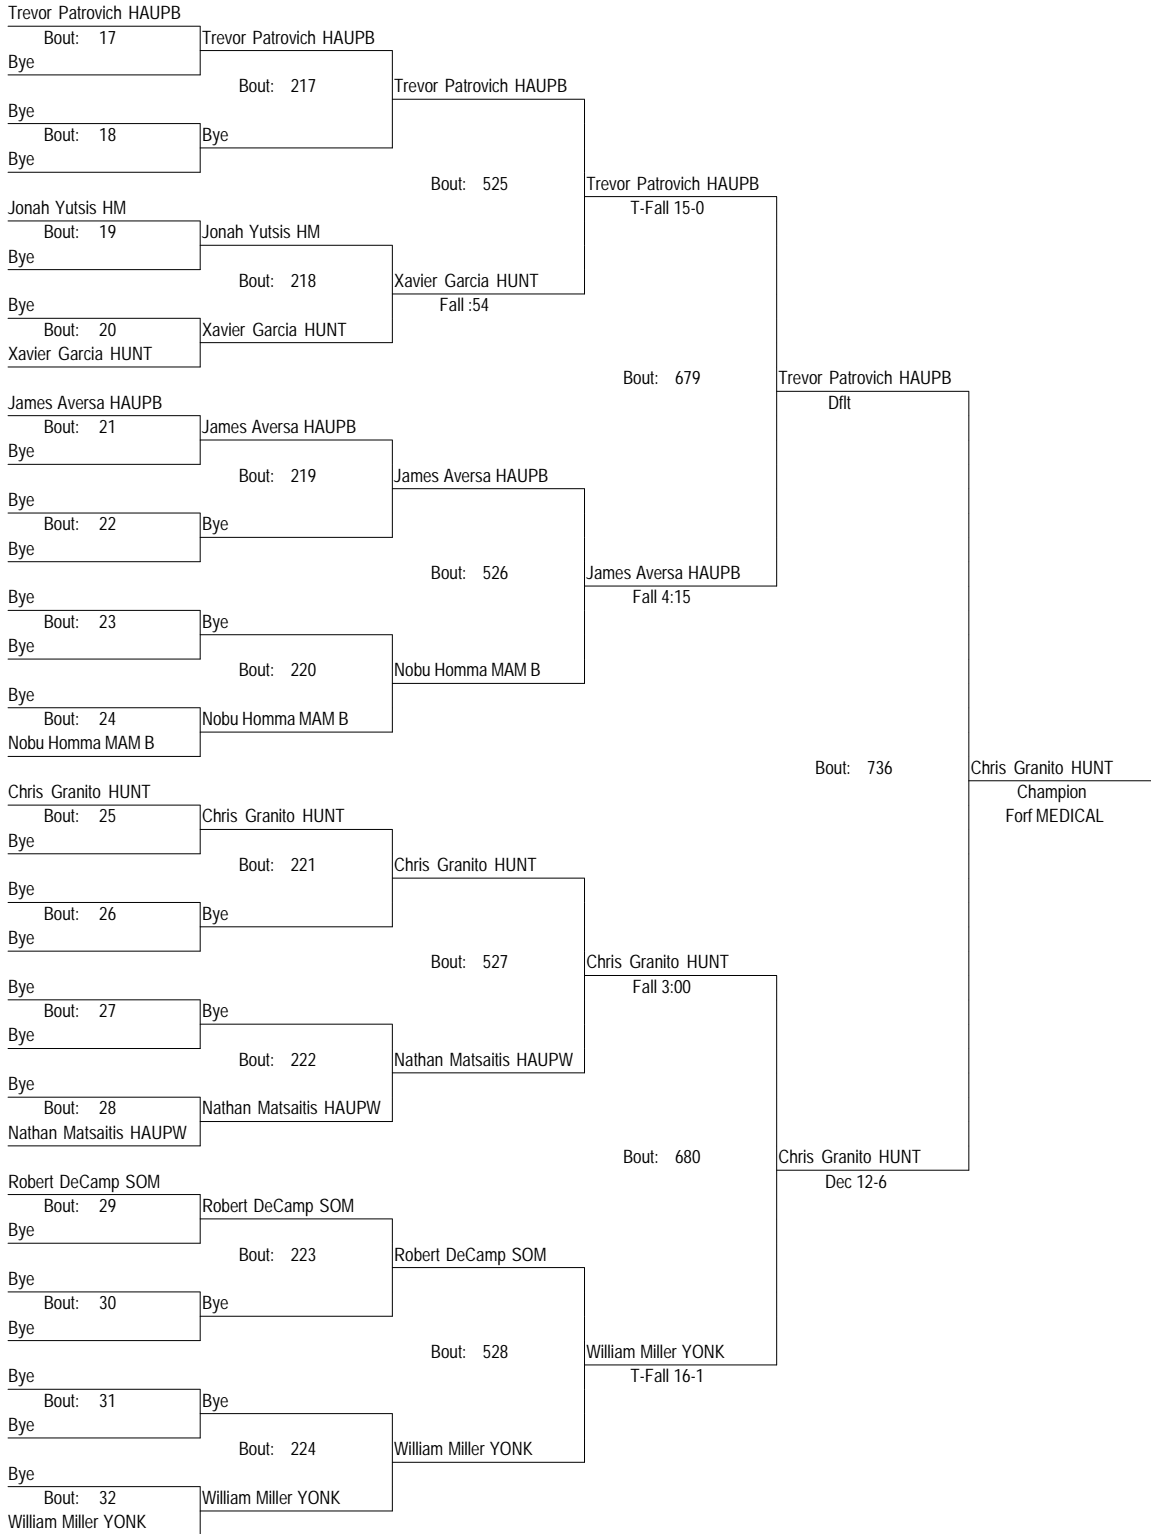 Trevor Patrovich HAUPB
Bout: 17
Bye
Bye
Bout: 18
Bye
Jonah Yutsis HM
Bout: 19
Bye
Bye
Bout: 20
Xavier Garcia HUNT
James Aversa HAUPB
Bout: 21
Bye
Bye
Bout: 22
Bye
Bye
Bout: 23
Bye
Bye
Bout: 24
Nobu Homma MAM B
Chris Granito HUNT
Bout: 25
Bye
Bye
Bout: 26
Bye
Bye
Bout: 27
Bye
Bye
Bout: 28
Nathan Matsaitis HAUPW
Robert DeCamp SOM
Bout: 29
Bye
Bye
Bout: 30
Bye
Bye
Bout: 31
Bye
Bye
Bout: 32
William Miller YONK
Trevor Patrovich HAUPB
Bout: 217
Bye
Jonah Yutsis HM
Bout: 218
Xavier Garcia HUNT
James Aversa HAUPB
Bout: 219
Bye
Bye
Bout: 220
Nobu Homma MAM B
Chris Granito HUNT
Bout: 221
Bye
Bye
Bout: 222
Nathan Matsaitis HAUPW
Robert DeCamp SOM
Bout: 223
Bye
Bye
Bout: 224
William Miller YONK
Trevor Patrovich HAUPB
Bout: 525
Xavier Garcia HUNT
Fall :54
James Aversa HAUPB
Bout: 526
Nobu Homma MAM B
Chris Granito HUNT
Bout: 527
Nathan Matsaitis HAUPW
Robert DeCamp SOM
Bout: 528
William Miller YONK
Trevor Patrovich HAUPB
T-Fall 15-0
Bout: 679
James Aversa HAUPB
Fall 4:15
Chris Granito HUNT
Fall 3:00
Bout: 680
William Miller YONK
T-Fall 16-1
Trevor Patrovich HAUPB
Dflt
Bout: 736
Chris Granito HUNT
Dec 12-6
Chris Granito HUNT
Champion
Forf MEDICAL